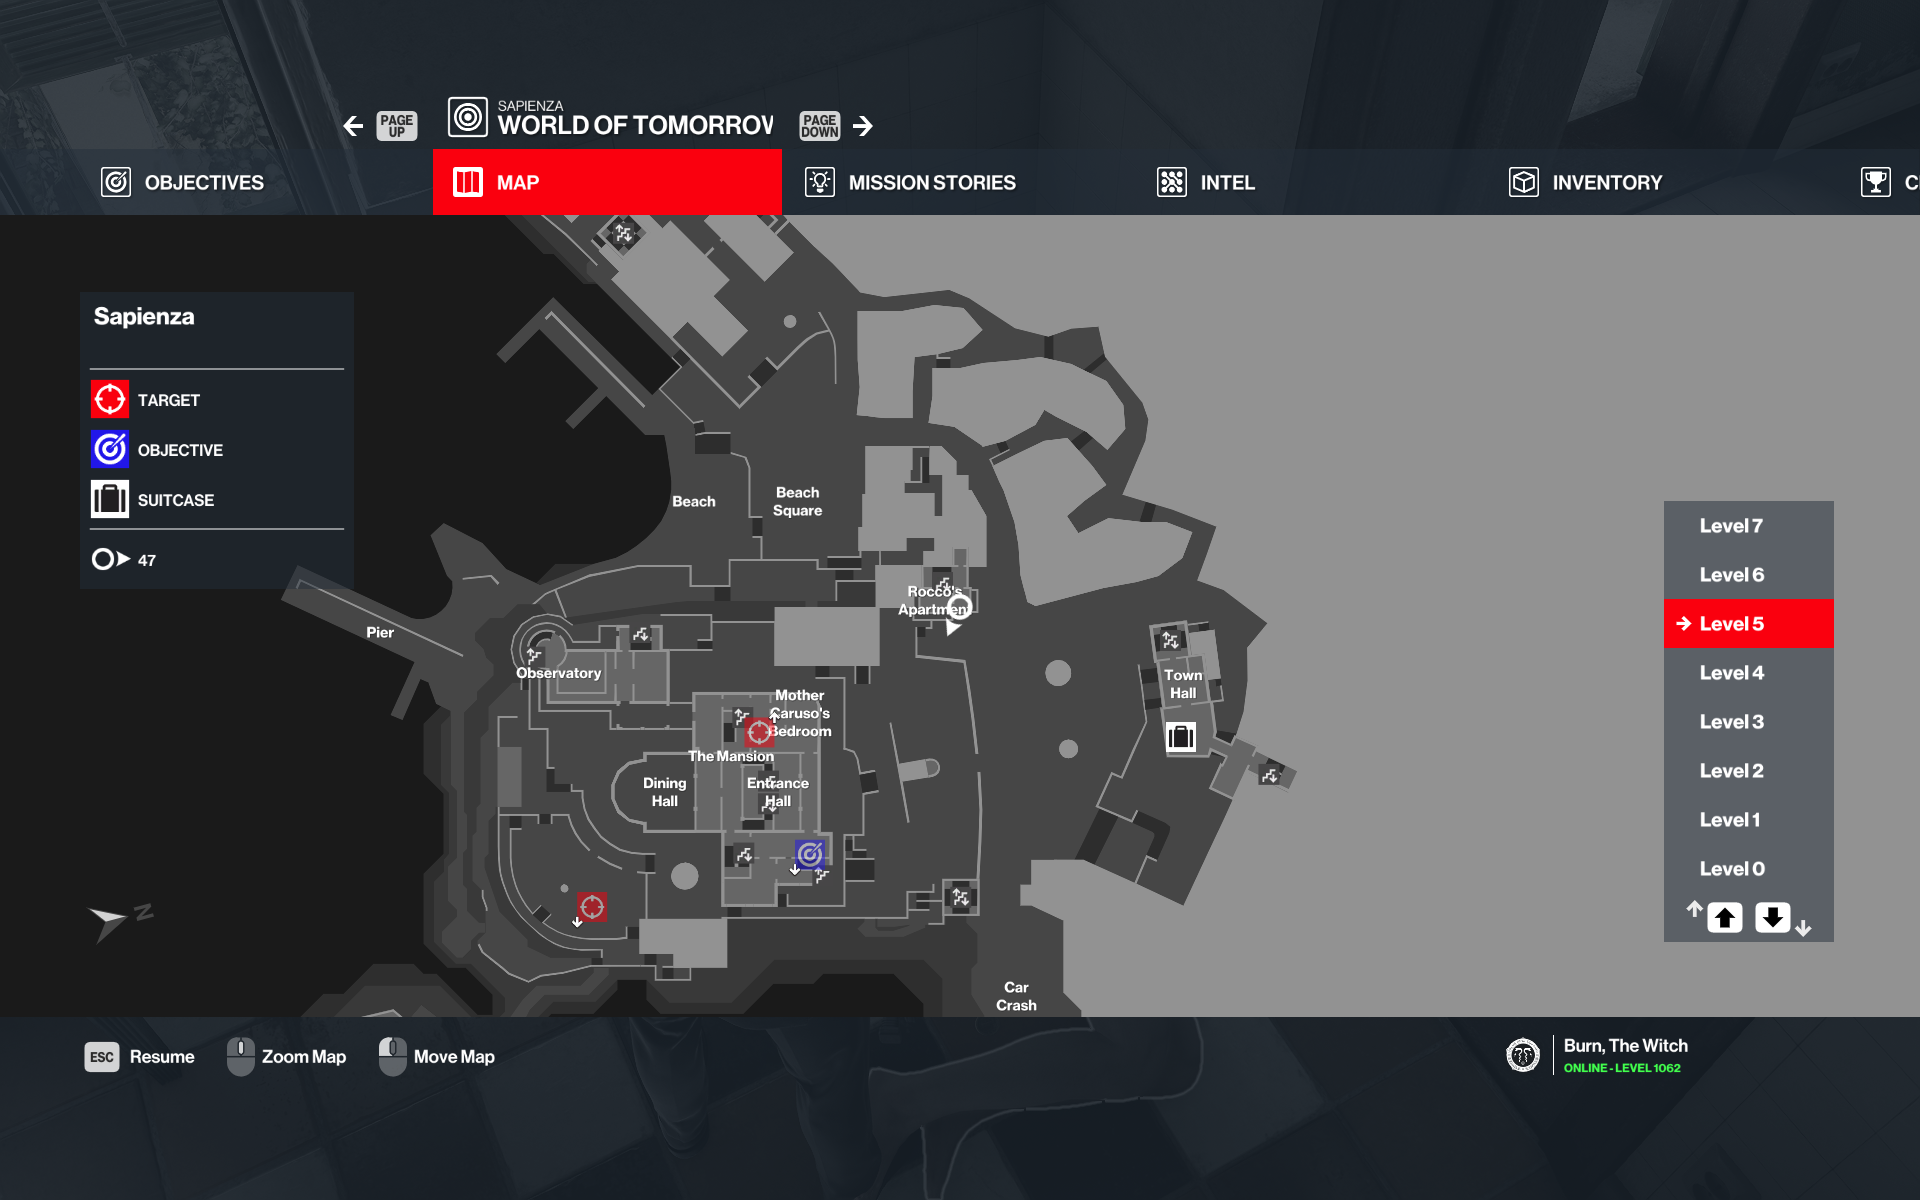 SAPIENZA
PAGE UP
WORLD OF TOMORROW
PAGE DOWN
OBJECTIVES
MAP
MISSION STORIES
INTEL
INVENTORY
C
Sapienza
TARGET
OBJECTIVE
SUITCASE
47
Beach
Beach
Square
Rocco's
Apartment
Pier
Observatory
Town
Hall
Mother
Caruso's
Bedroom
The Mansion
Dining
Hall
Entrance
Hall
N
Car
Crash
Level 7
Level 6
Level 5
Level 4
Level 3
Level 2
Level 1
Level 0
ESC
Resume
Zoom Map
Move Map
Burn, The Witch
ONLINE - LEVEL 1062